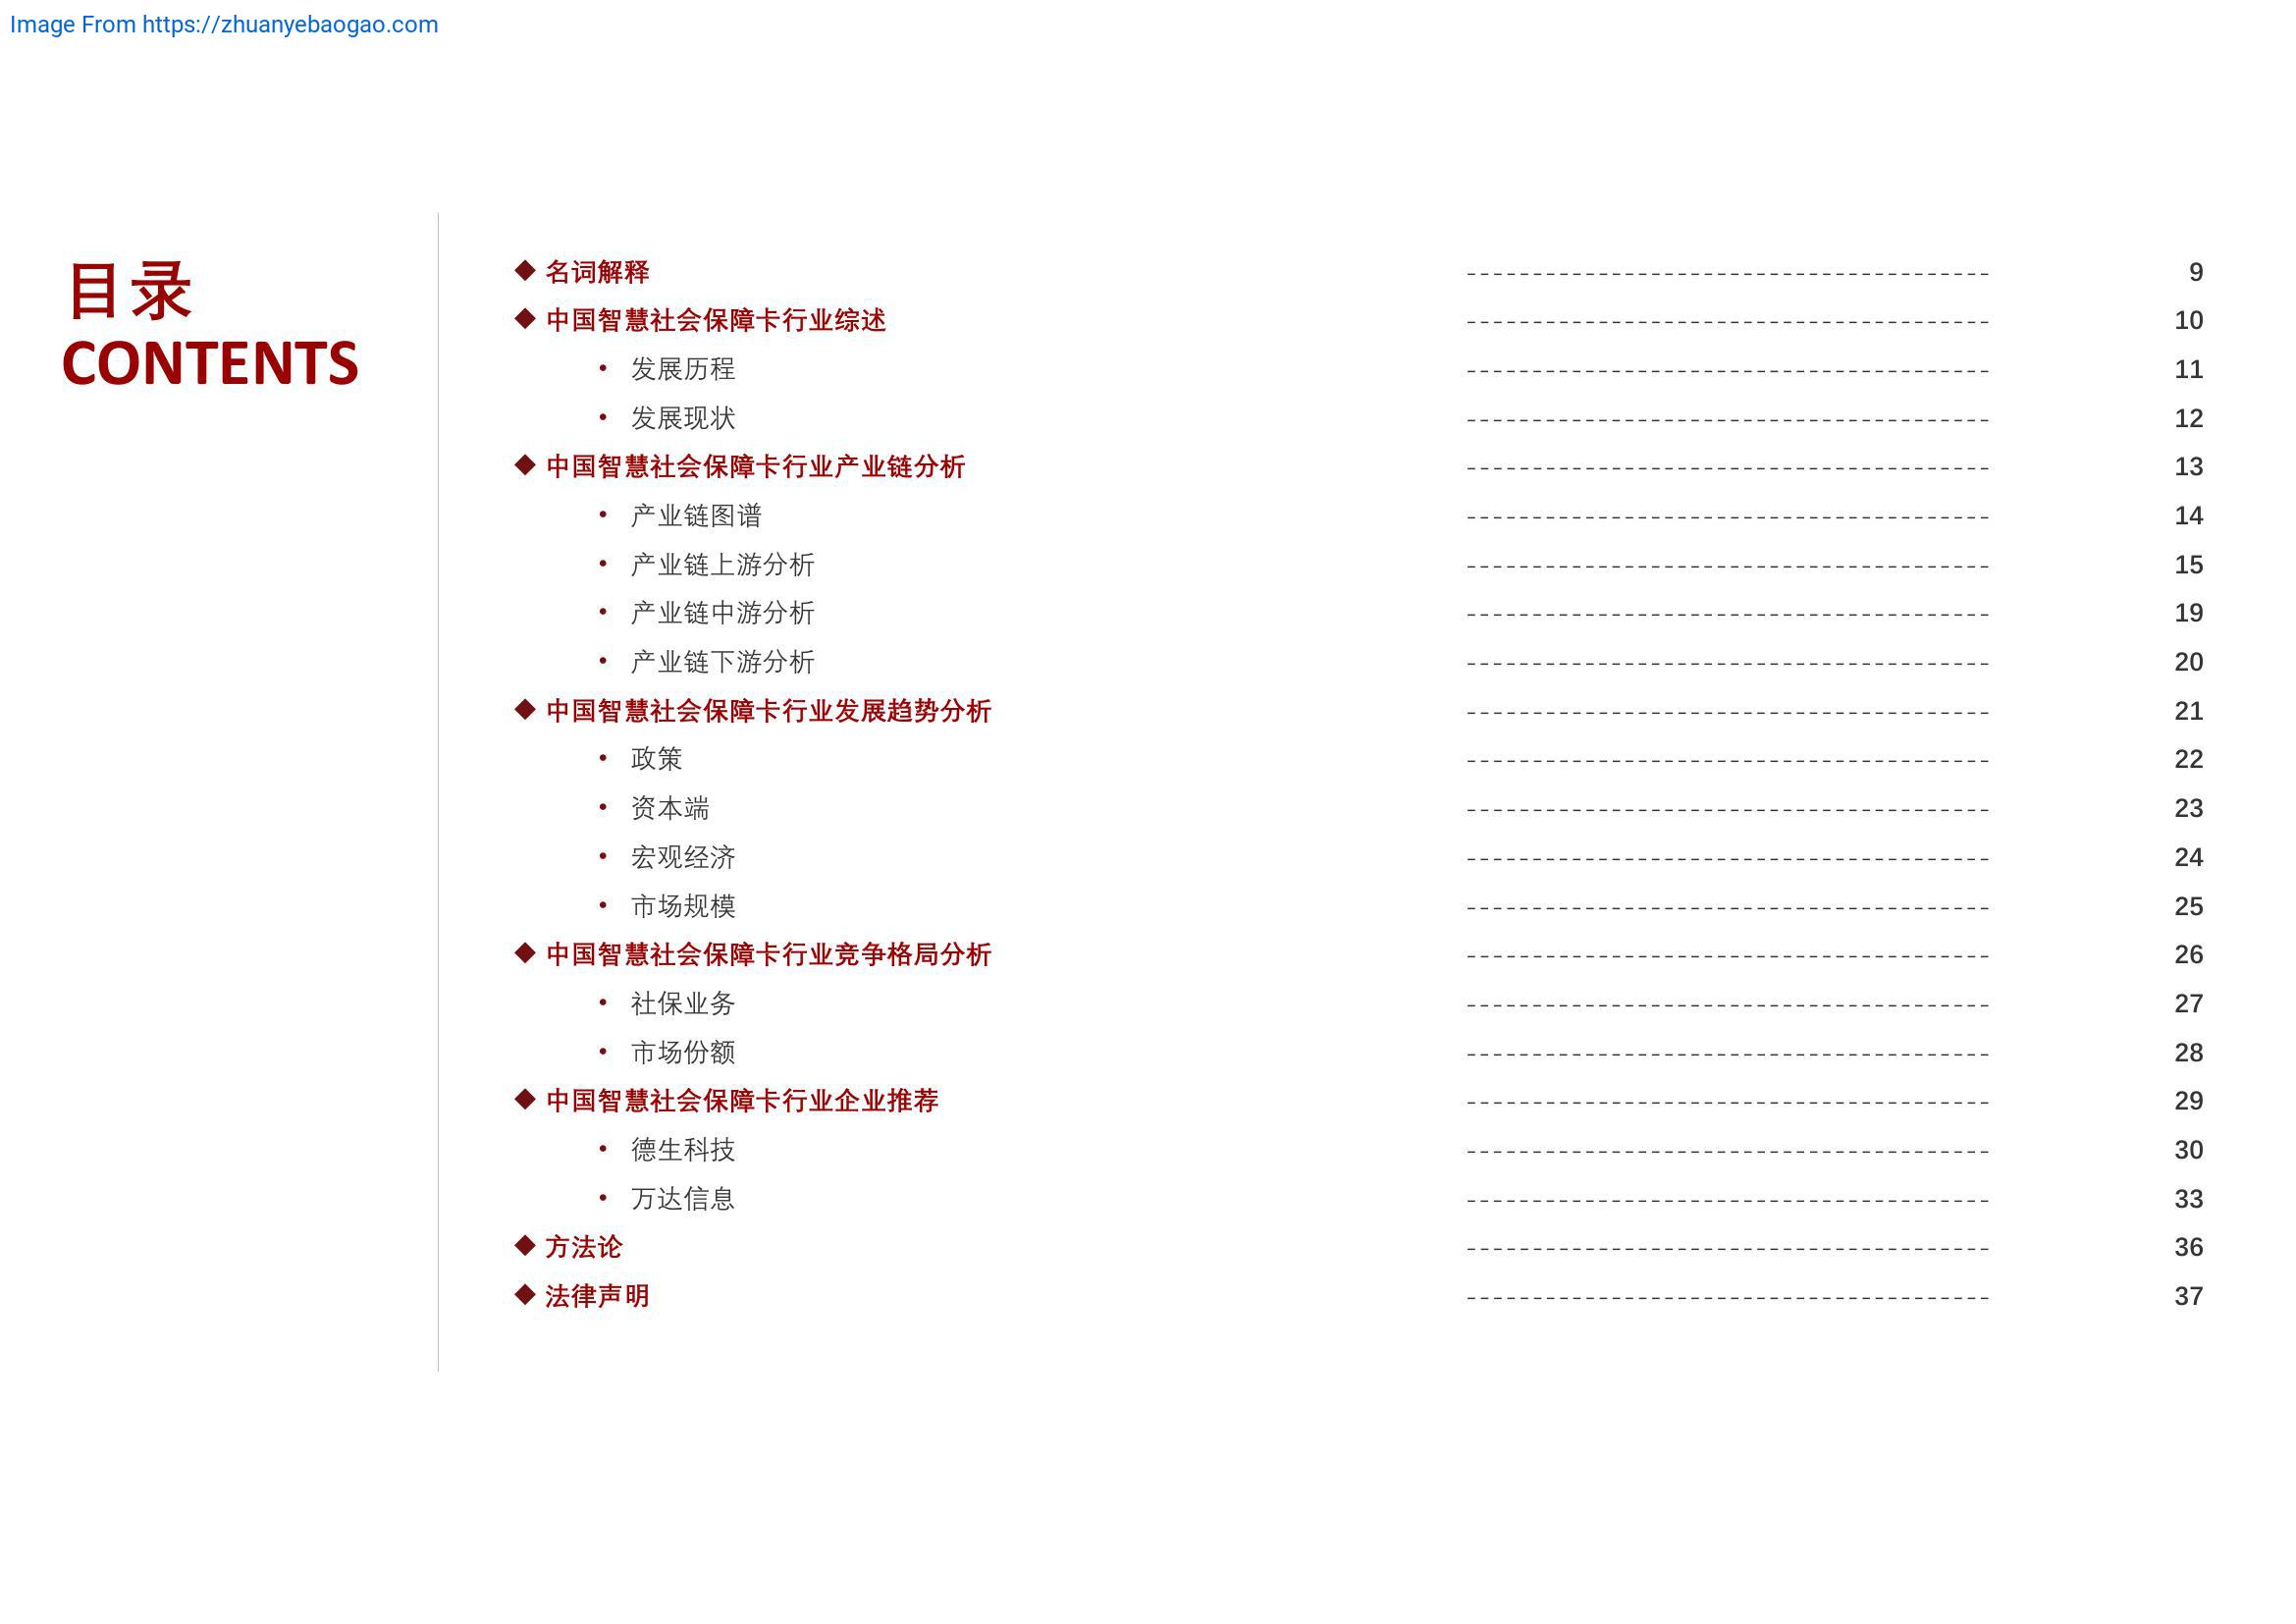 Image From https://zhuanyebaogao.com
目录
CONTENTS
◆ 名词解释 ---------------------------------------- 9
◆ 中国智慧社会保障卡行业综述 ---------------------------------------- 10
• 发展历程 ---------------------------------------- 11
• 发展现状 ---------------------------------------- 12
◆ 中国智慧社会保障卡行业产业链分析 ---------------------------------------- 13
• 产业链图谱 ---------------------------------------- 14
• 产业链上游分析 ---------------------------------------- 15
• 产业链中游分析 ---------------------------------------- 19
• 产业链下游分析 ---------------------------------------- 20
◆ 中国智慧社会保障卡行业发展趋势分析 ---------------------------------------- 21
• 政策 ---------------------------------------- 22
• 资本端 ---------------------------------------- 23
• 宏观经济 ---------------------------------------- 24
• 市场规模 ---------------------------------------- 25
◆ 中国智慧社会保障卡行业竞争格局分析 ---------------------------------------- 26
• 社保业务 ---------------------------------------- 27
• 市场份额 ---------------------------------------- 28
◆ 中国智慧社会保障卡行业企业推荐 ---------------------------------------- 29
• 德生科技 ---------------------------------------- 30
• 万达信息 ---------------------------------------- 33
◆ 方法论 ---------------------------------------- 36
◆ 法律声明 ---------------------------------------- 37